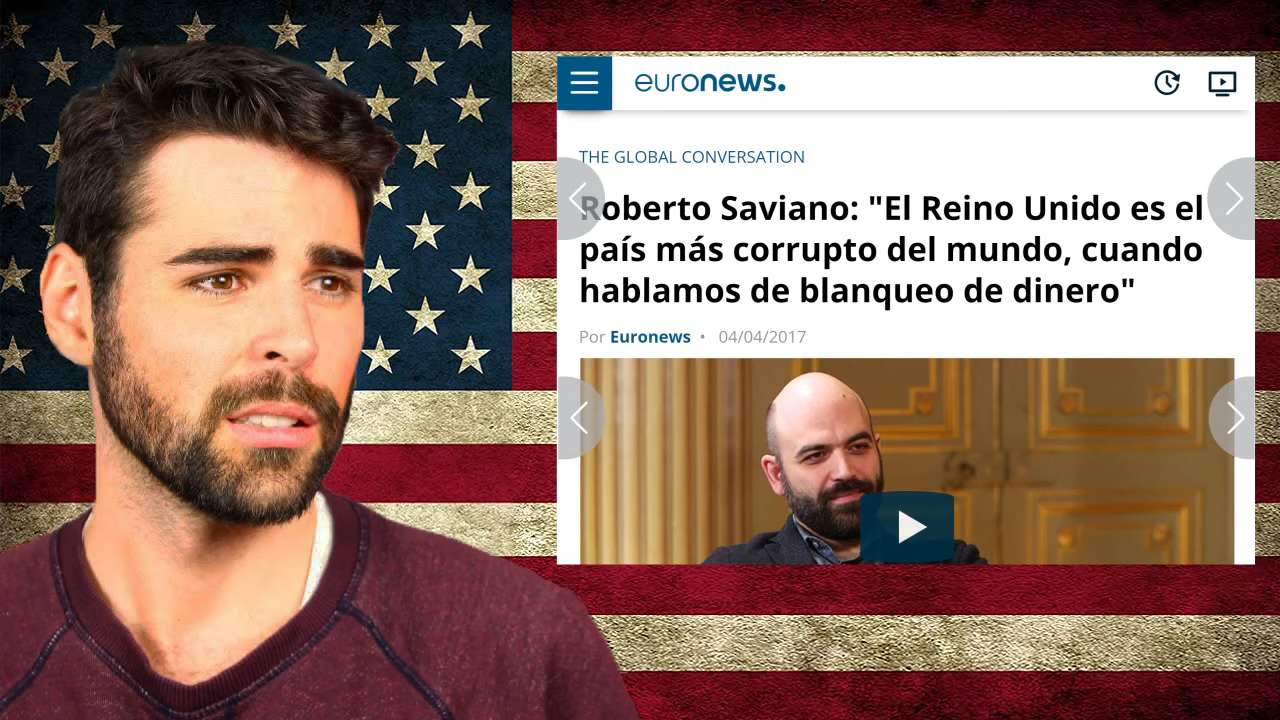 euronews.
THE GLOBAL CONVERSATION
Roberto Saviano: "El Reino Unido es el
país más corrupto del mundo, cuando
hablamos de blanqueo de dinero"
Por Euronews • 04/04/2017